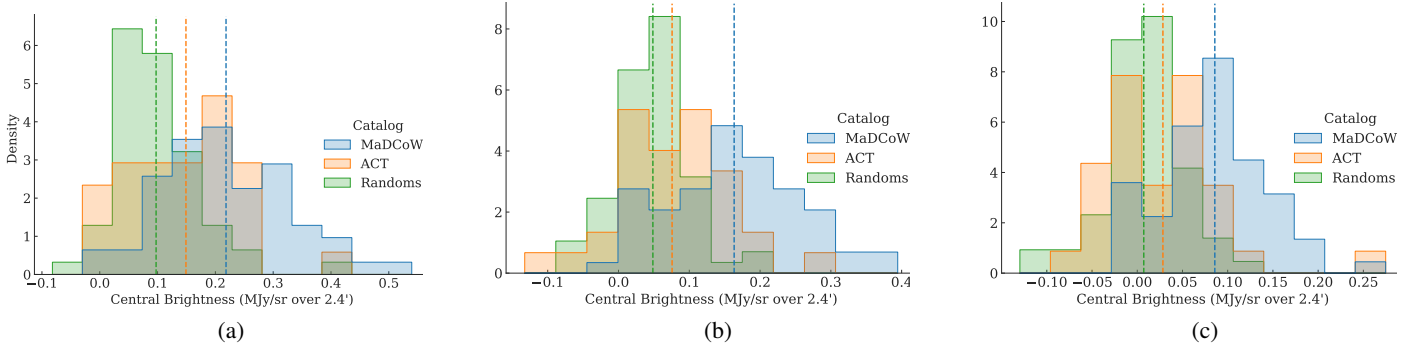 6
5
4
3
2
1
0
Density
−0.1 0.0 0.1 0.2 0.3 0.4 0.5
Central Brightness (MJy/sr over 2.4')
Catalog
MaDCoW
ACT
Randoms
(a)
8
6
4
2
0
−0.1 0.0 0.1 0.2 0.3 0.4
Central Brightness (MJy/sr over 2.4')
Catalog
MaDCoW
ACT
Randoms
(b)
10
8
6
4
2
0
−0.10 −0.05 0.00 0.05 0.10 0.15 0.20 0.25
Central Brightness (MJy/sr over 2.4')
Catalog
MaDCoW
ACT
Randoms
(c)